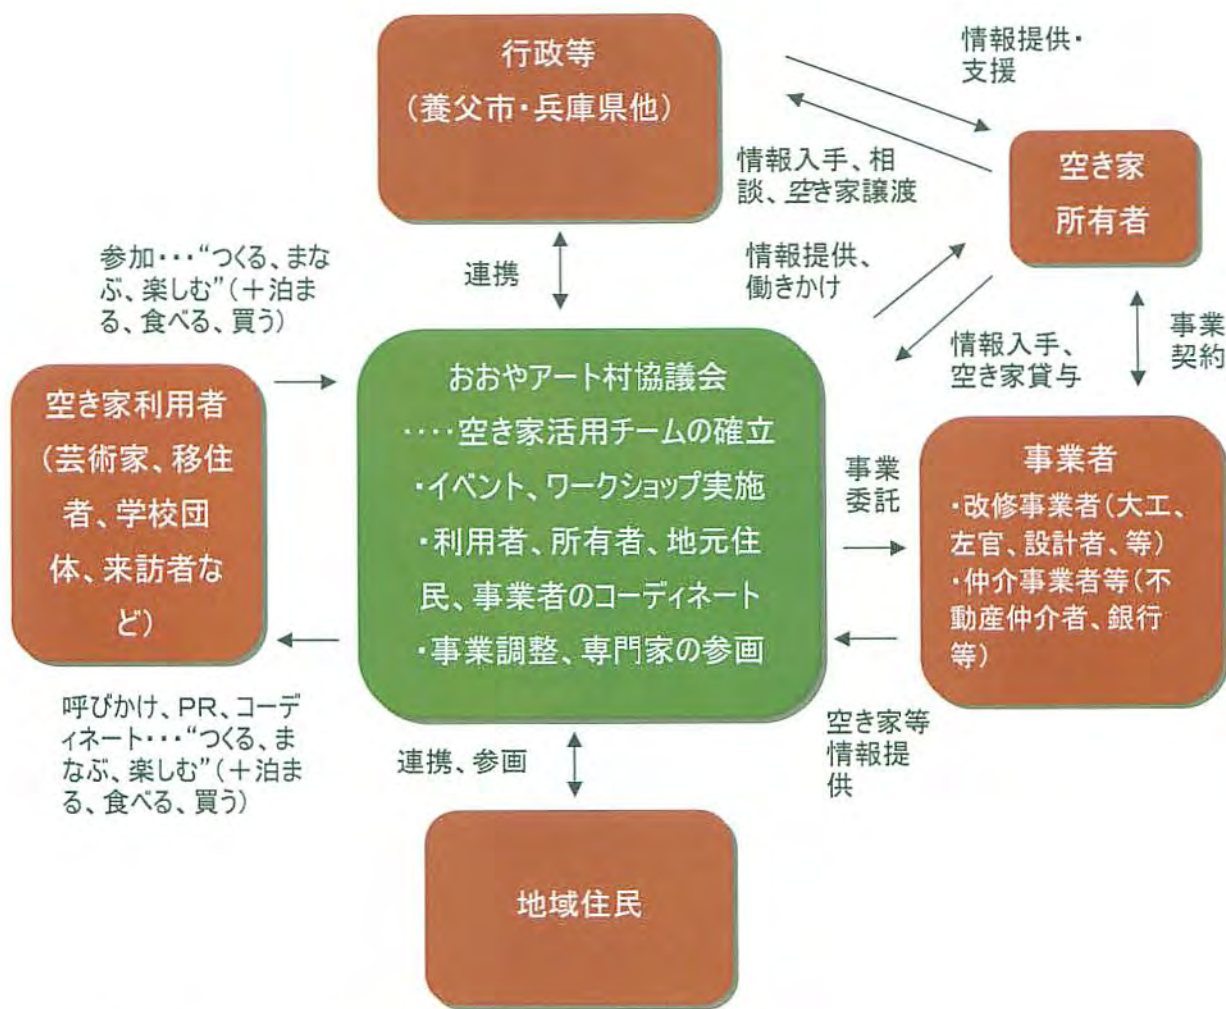 行政等
(養父市・兵庫県他)
情報提供・
支援
空き家
所有者
情報入手、相
談、空き家譲渡
連携
情報提供、
働きかけ
情報入手、
空き家貸与
事業
契約
参加・・・“つくる、まな
ぶ、楽しむ”(＋泊ま
る、食べる、買う)
空き家利用者
(芸術家、移住
者、学校団
体、来訪者な
ど)
おおやアート村協議会
‥‥空き家活用チームの確立
・イベント、ワークショップ実施
・利用者、所有者、地元住
民、事業者のコーディネート
・事業調整、専門家の参画
事業
委託
事業者
・改修事業者(大工、
左官、設計者、等)
・仲介事業者等(不
動産仲介者、銀行
等)
呼びかけ、PR、コーデ
ィネート・・・“つくる、ま
なぶ、楽しむ”(＋泊ま
る、食べる、買う)
連携、参画
空き家等
情報提
供
地域住民